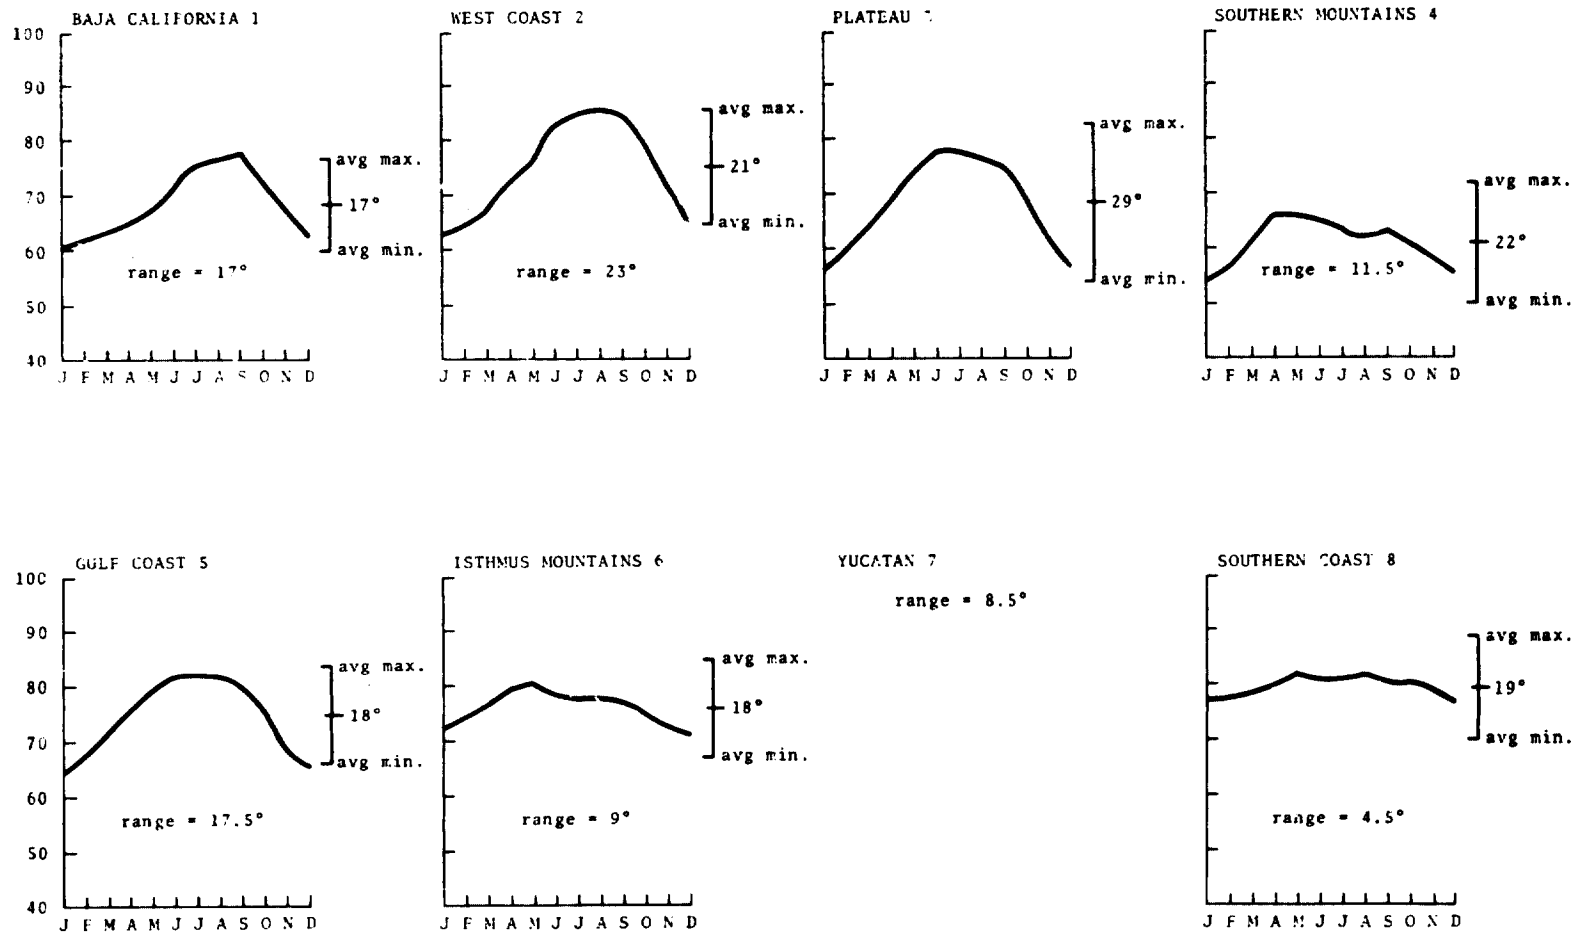 BAJA CALIFORNIA 1
100
90
80
70
60
50
40
avg max.
17°
avg min.
range = 17°
J F M A M J J A S O N D
WEST COAST 2
avg max.
21°
avg min.
range = 23°
J F M A M J J A S O N D
PLATEAU
avg max.
29°
avg min.
J F M A M J J A S O N D
SOUTHERN MOUNTAINS 4
avg max.
22°
avg min.
range = 11.5°
J F M A M J J A S O N D
GULF COAST 5
100
90
80
70
60
50
40
avg max.
18°
avg min.
range = 17.5°
J F M A M J J A S O N D
ISTHMUS MOUNTAINS 6
avg max.
18°
avg min.
range = 9°
J F M A M J J A S O N D
YUCATAN 7
range = 8.5°
SOUTHERN COAST 8
avg max.
19°
avg min.
range = 4.5°
J F M A M J J A S O N D